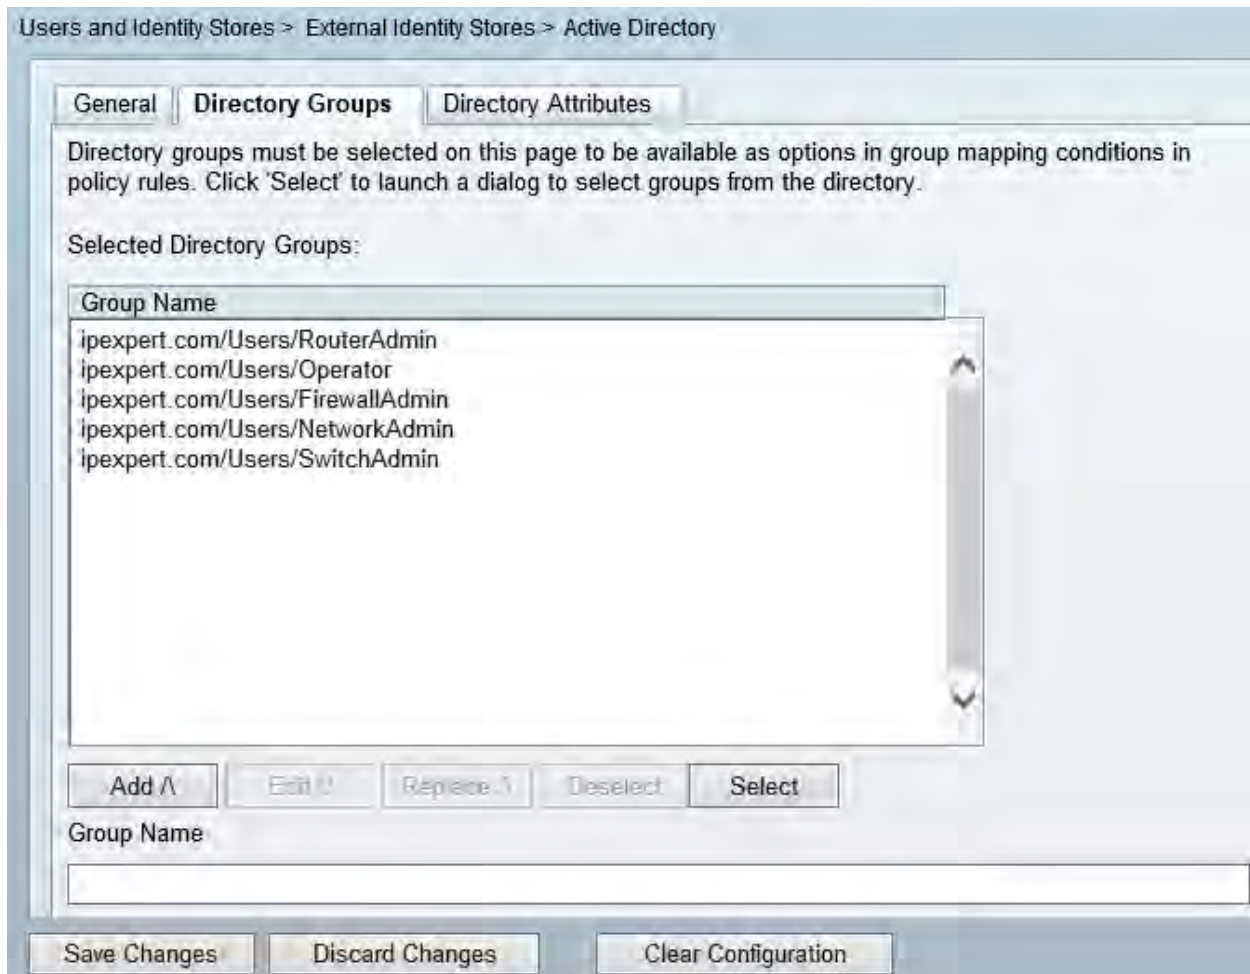 Users and Identity Stores > External Identity Stores > Active Directory
General Directory Groups Directory Attributes
Directory groups must be selected on this page to be available as options in group mapping conditions in
policy rules. Click 'Select' to launch a dialog to select groups from the directory.
Selected Directory Groups:
Group Name
ipexpert.com/Users/RouterAdmin
ipexpert.com/Users/Operator
ipexpert.com/Users/FirewallAdmin
ipexpert.com/Users/NetworkAdmin
ipexpert.com/Users/SwitchAdmin
Add /\ Edit \/ Replace /\ Deselect Select
Group Name
Save Changes Discard Changes Clear Configuration